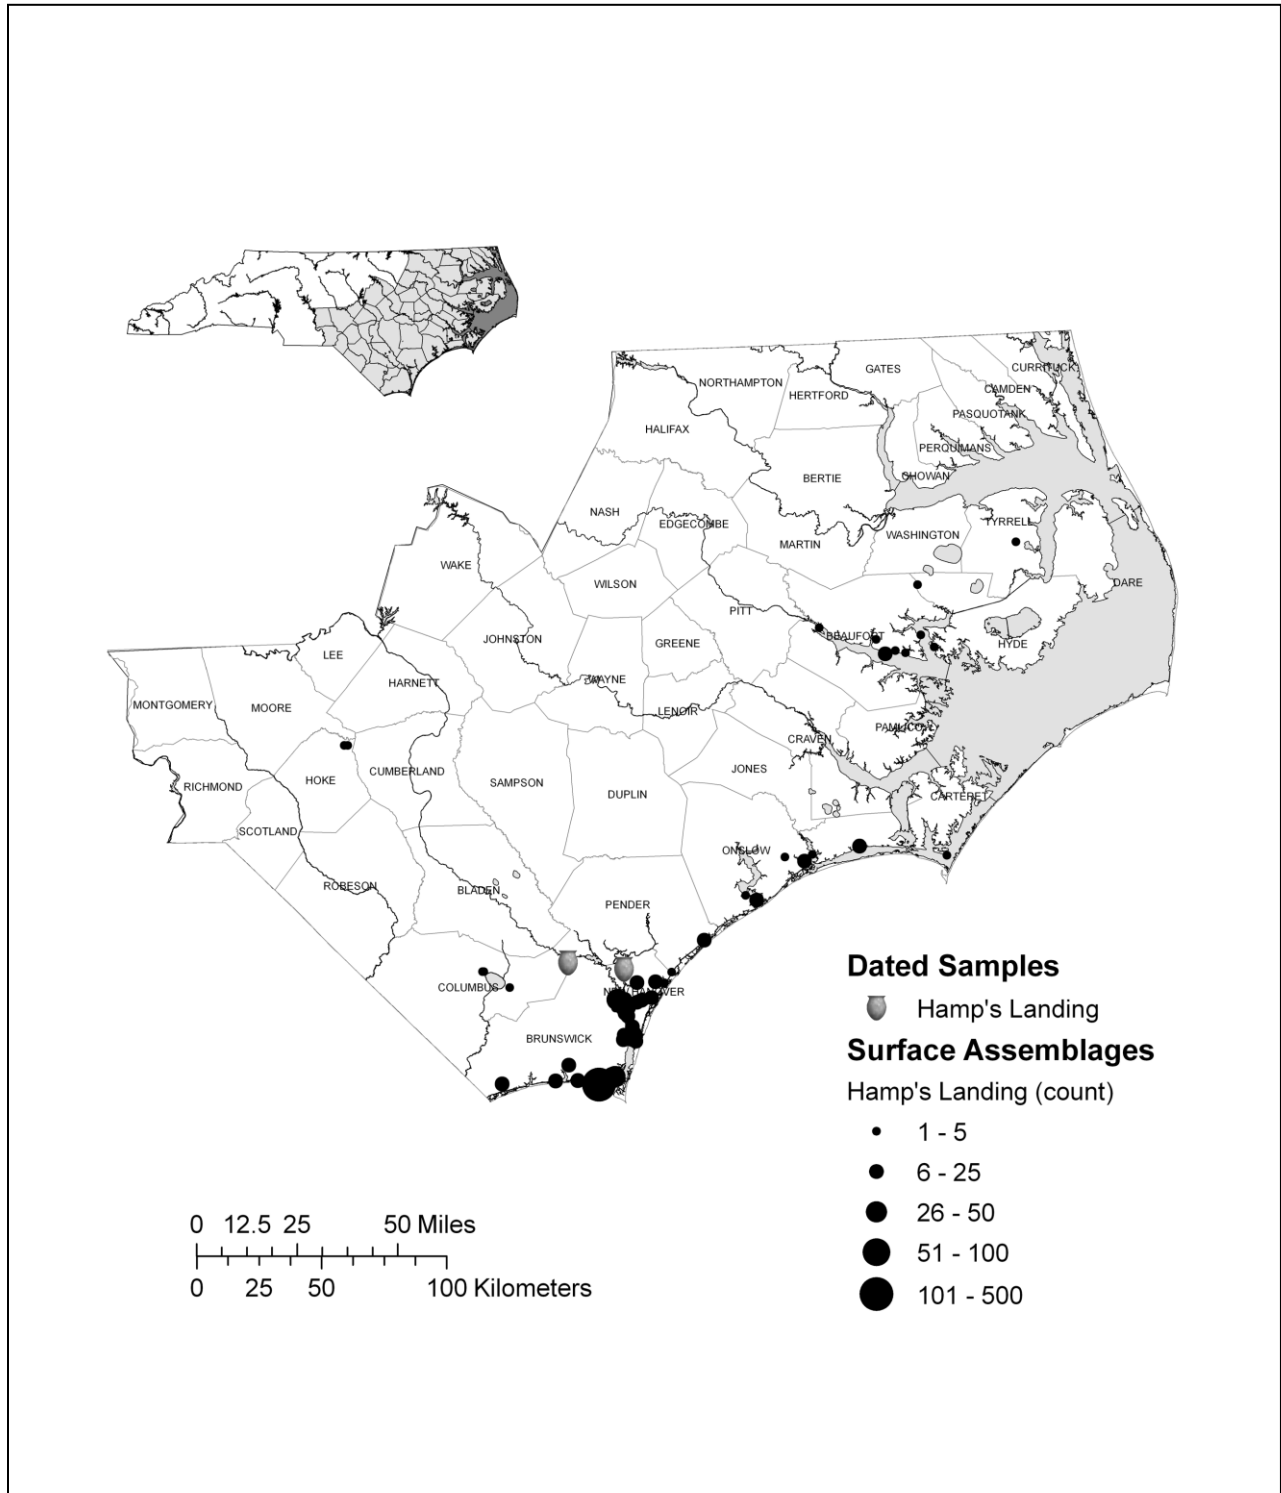 GATES
CURRITUCK
NORTHAMPTON
HERTFORD
CAMDEN
PASQUOTANK
HALIFAX
PERQUIMANS
BERTIE
CHOWAN
NASH
EDGECOMBE
TYRRELL
WASHINGTON
MARTIN
WAKE
WILSON
DARE
PITT
JOHNSTON
BEAUFORT
GREENE
HYDE
LEE
WAYNE
HARNETT
MONTGOMERY
MOORE
LENOIR
PAMLICO
CRAVEN
JONES
CUMBERLAND
HOKE
SAMPSON
RICHMOND
DUPLIN
CARTERET
SCOTLAND
ONSLOW
ROBESON
BLADEN
PENDER
COLUMBUS
NEW HANOVER
BRUNSWICK
Dated Samples
Hamp's Landing
Surface Assemblages
Hamp's Landing (count)
1 - 5
6 - 25
26 - 50
51 - 100
101 - 500
0 12.5 25 50 Miles
0 25 50 100 Kilometers